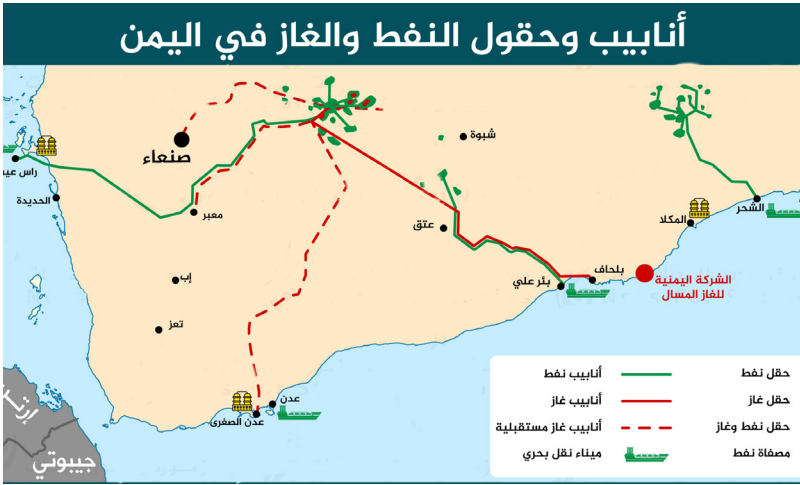 أنابيب وحقول النفط والغاز في اليمن
صنعاء
شبوة
الحديدة
معبر
عتق
المكلا
الشحر
بلحاف
بئر علي
الشركة اليمنية
للغاز المسال
إب
تعز
عدن
عدن الصغرى
جيبوتي
حقل نفط
أنابيب نفط
حقل غاز
أنابيب غاز
حقل نفط وغاز
أنابيب غاز مستقبلية
مصفاة نفط
ميناء نقل بحري